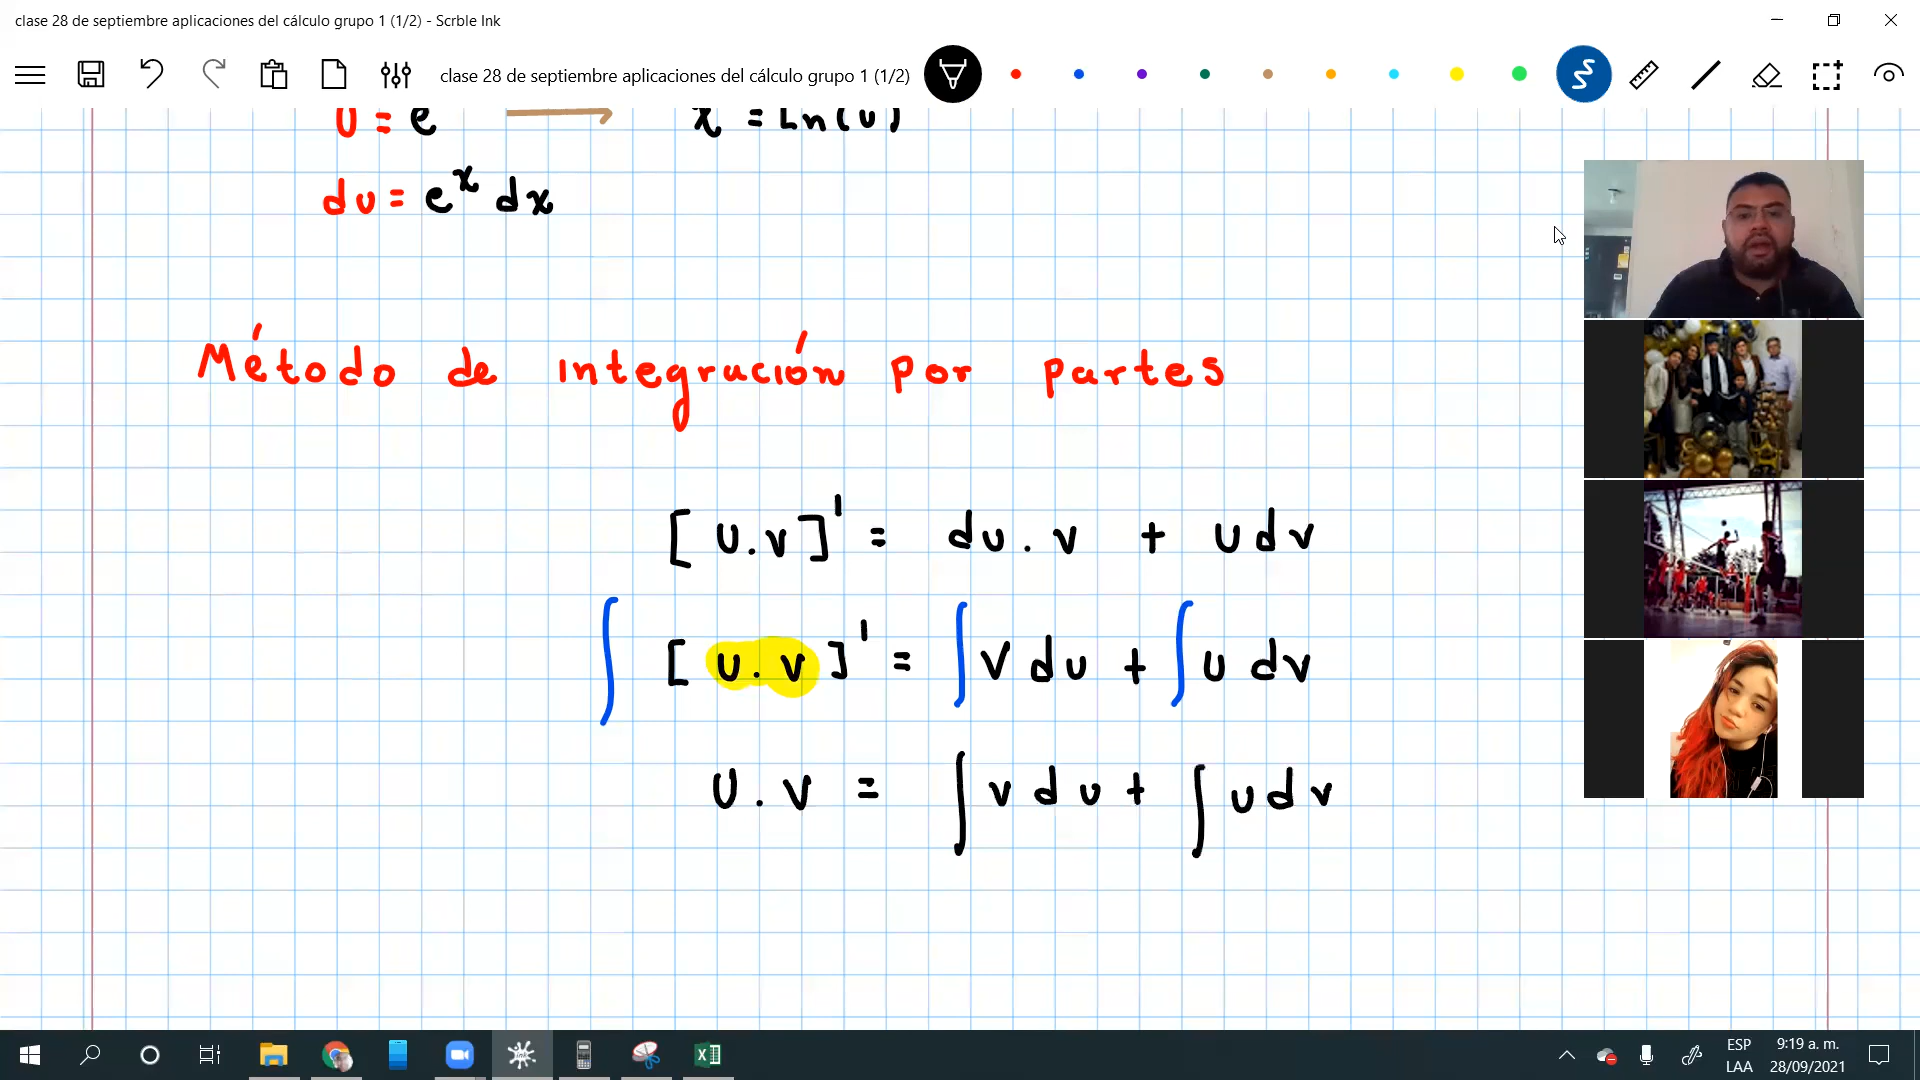 clase 28 de septiembre aplicaciones del cálculo grupo 1 (1/2) - Scrble Ink
clase 28 de septiembre aplicaciones del cálculo grupo 1 (1/2)
U = e x = Ln(u)
du = e^x dx
Método de integración por partes
[U.v]' = du.v + Udv
∫[u.v]' = ∫Vdu + ∫u dv
U.V = ∫vdu + ∫udv
ESP 9:19 a. m.
LAA 28/09/2021